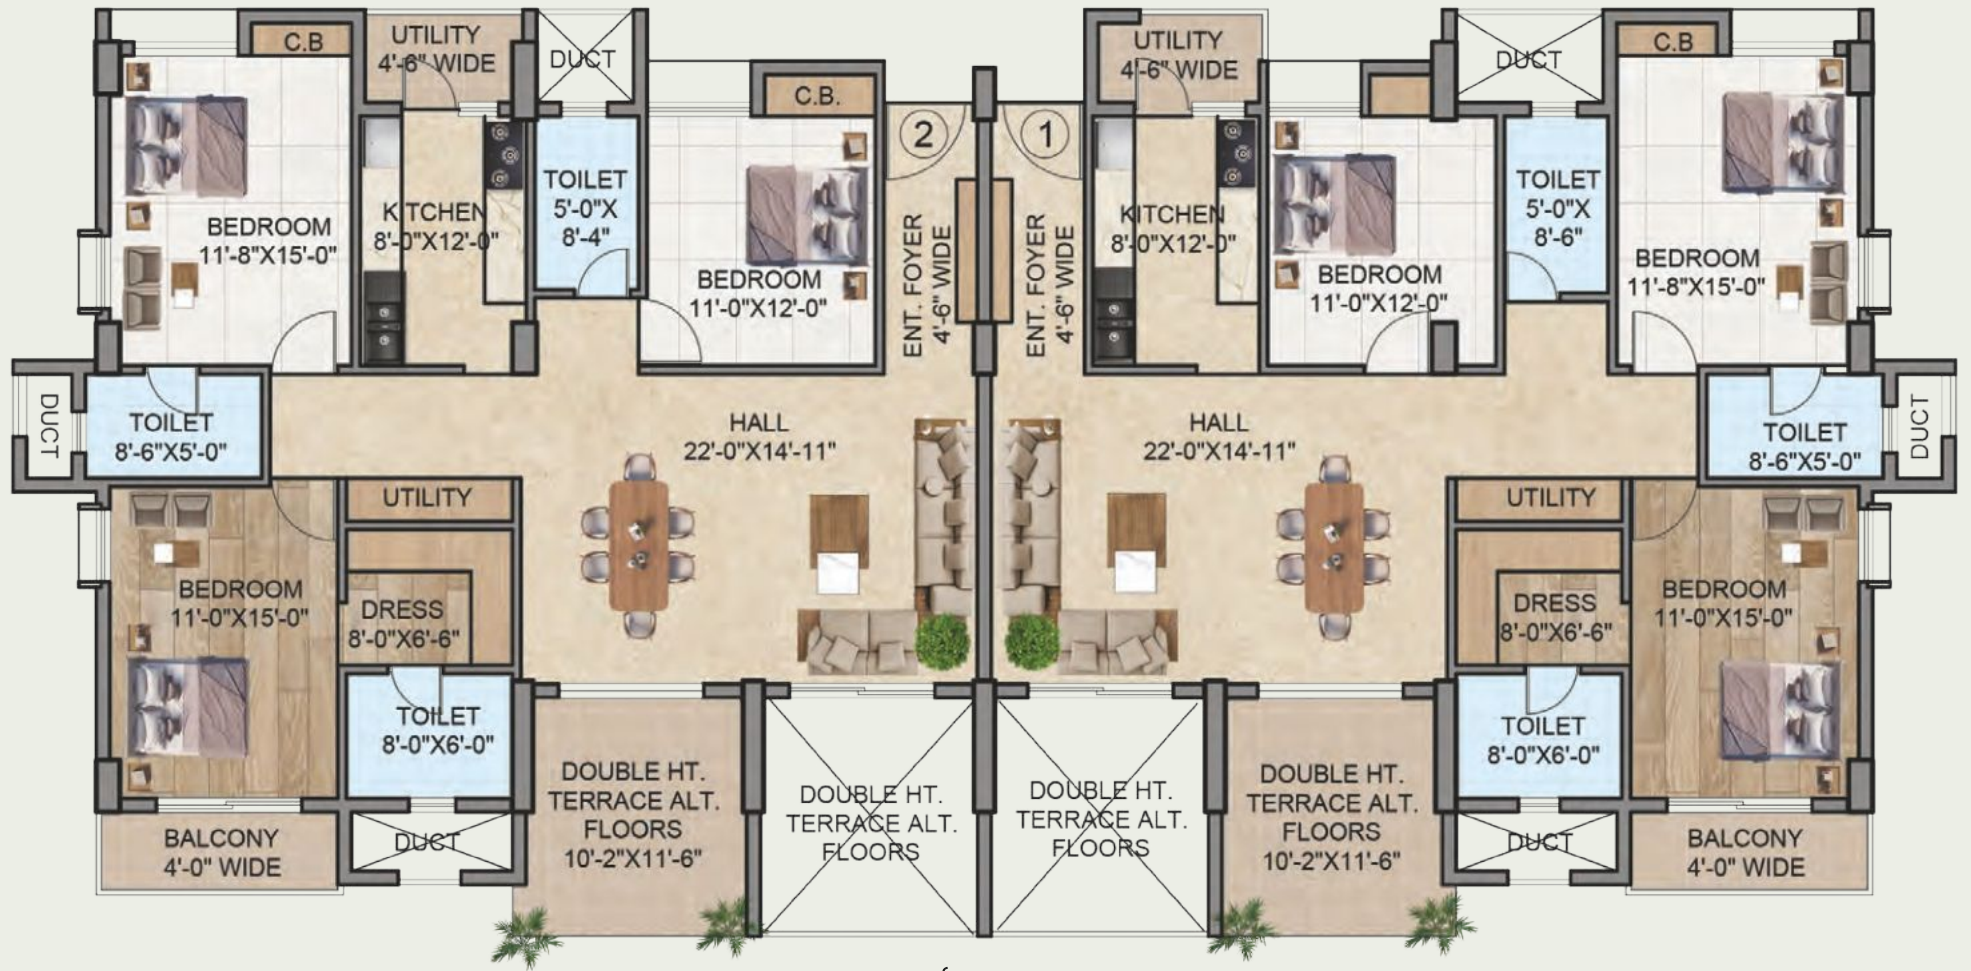 C.B
UTILITY
4'-6" WIDE
DUCT
C.B.
2
BEDROOM
11'-8"X15'-0"
KITCHEN
8'-0"X12'-0"
TOILET
5'-0"X
8'-4"
BEDROOM
11'-0"X12'-0"
ENT. FOYER
4'-6" WIDE
DUCT
TOILET
8'-6"X5'-0"
HALL
22'-0"X14'-11"
UTILITY
BEDROOM
11'-0"X15'-0"
DRESS
8'-0"X6'-6"
TOILET
8'-0"X6'-0"
BALCONY
4'-0" WIDE
DUCT
DOUBLE HT.
TERRACE ALT.
FLOORS
10'-2"X11'-6"
DOUBLE HT.
TERRACE ALT.
FLOORS
UTILITY
4'-6" WIDE
DUCT
C.B
1
ENT. FOYER
4'-6" WIDE
KITCHEN
8'-0"X12'-0"
BEDROOM
11'-0"X12'-0"
TOILET
5'-0"X
8'-6"
BEDROOM
11'-8"X15'-0"
HALL
22'-0"X14'-11"
TOILET
8'-6"X5'-0"
DUCT
UTILITY
DRESS
8'-0"X6'-6"
BEDROOM
11'-0"X15'-0"
TOILET
8'-0"X6'-0"
DOUBLE HT.
TERRACE ALT.
FLOORS
DOUBLE HT.
TERRACE ALT.
FLOORS
10'-2"X11'-6"
DUCT
BALCONY
4'-0" WIDE